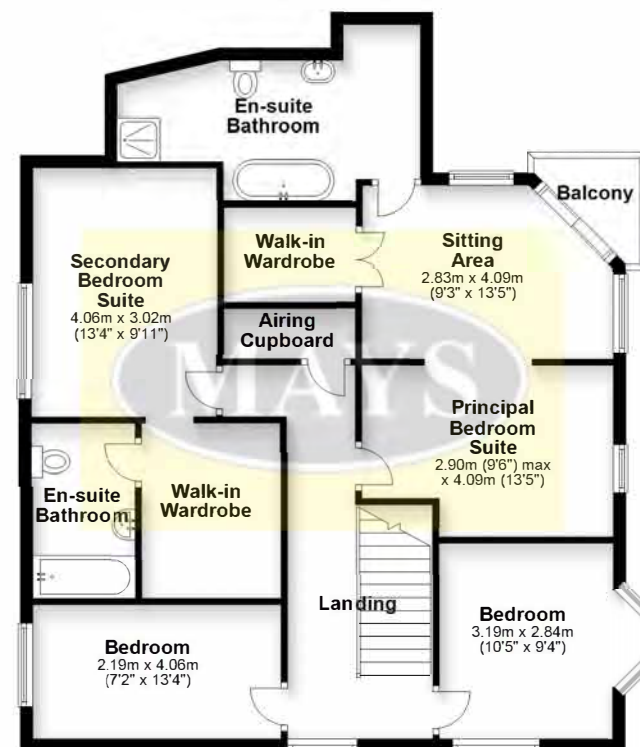 En-suite
Bathroom
Balcony
Walk-in
Wardrobe
Sitting
Area
2.83m x 4.09m
(9'3" x 13'5")
Secondary
Bedroom
Suite
4.06m x 3.02m
(13'4" x 9'11")
Airing
Cupboard
MAYS
Principal
Bedroom
Suite
2.90m (9'6") max
x 4.09m (13'5")
En-suite
Bathroom
Walk-in
Wardrobe
Landing
Bedroom
3.19m x 2.84m
(10'5" x 9'4")
Bedroom
2.19m x 4.06m
(7'2" x 13'4")